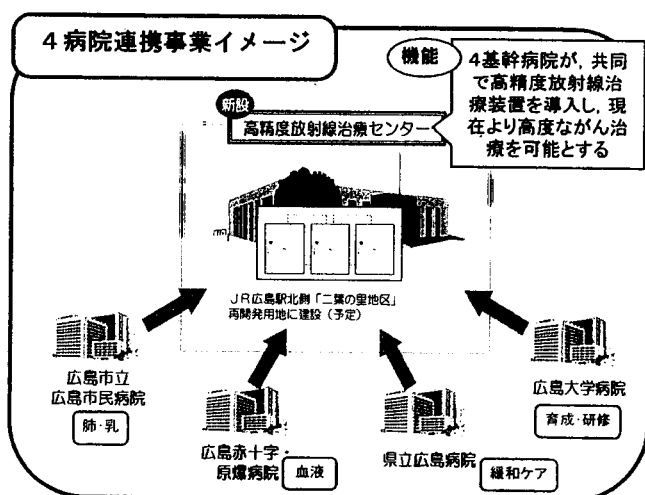 4病院連携事業イメージ
機能
4基幹病院が，共同
で高精度放射線治
療装置を導入し，現
在より高度ながん治
療を可能とする
新設
高精度放射線治療センター
JR広島駅北側「二葉の里地区」
再開発用地に建設（予定）
広島市立
広島市民病院
肺・乳
広島赤十字・
原爆病院
血液
県立広島病院
緩和ケア
広島大学病院
育成・研修